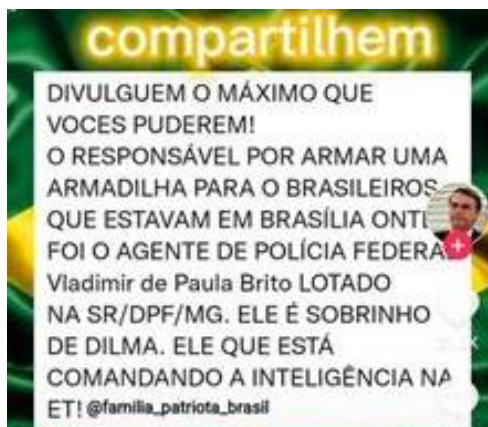 compartilhem
DIVULGUEM O MÁXIMO QUE
VOCES PUDEREM!
O RESPONSÁVEL POR ARMAR UMA
ARMADILHA PARA O BRASILEIROS
QUE ESTAVAM EM BRASÍLIA
FOI O AGENTE DE POLÍCIA FEDERA
Vladimir de Paula Brito LOTADO
NA SR/DPF/MG. ELE É SOBRINHO
DE DILMA. ELE QUE ESTÁ
COMANDANDO A INTELIGÊNCIA NA
ET! @familia_patriota_brasil